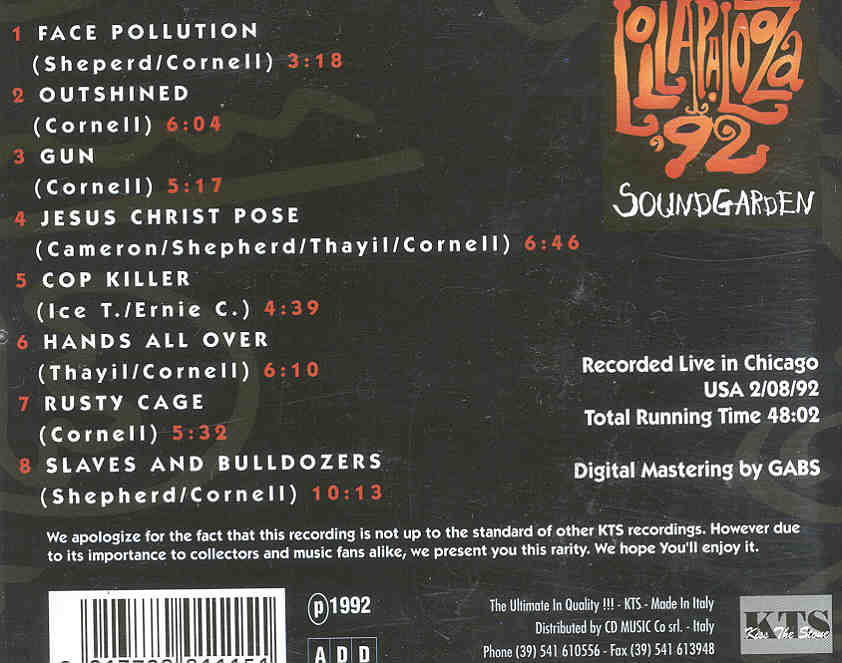 1 FACE POLLUTION
(Sheperd/Cornell) 3:18
2 OUTSHINED
(Cornell) 6:04
3 GUN
(Cornell) 5:17
4 JESUS CHRIST POSE
(Cameron/Shepherd/Thayil/Cornell) 6:46
5 COP KILLER
(Ice T./Ernie C.) 4:39
6 HANDS ALL OVER
(Thayil/Cornell) 6:10
7 RUSTY CAGE
(Cornell) 5:32
8 SLAVES AND BULLDOZERS
(Shepherd/Cornell) 10:13
LOLLAPALOOZA
'92
SOUNDGARDEN
Recorded Live in Chicago
USA 2/08/92
Total Running Time 48:02
Digital Mastering by GABS
We apologize for the fact that this recording is not up to the standard of other KTS recordings. However due
to its importance to collectors and music fans alike, we present you this rarity. We hope You'll enjoy it.
℗1992
ADD
The Ultimate In Quality !!! - KTS - Made In Italy
Distributed by CD MUSIC Co srl. - Italy
Phone (39) 541 610556 - Fax (39) 541 613948
KTS
Kiss The Stone